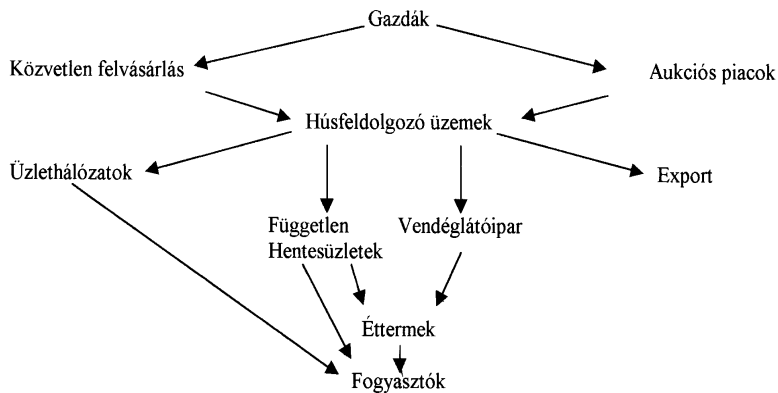 Gazdák
Közvetlen felvásárlás
Aukciós piacok
Húsfeldolgozó üzemek
Üzlethálózatok
Export
Független
Hentesüzletek
Vendéglátóipar
Éttermek
Fogyasztók